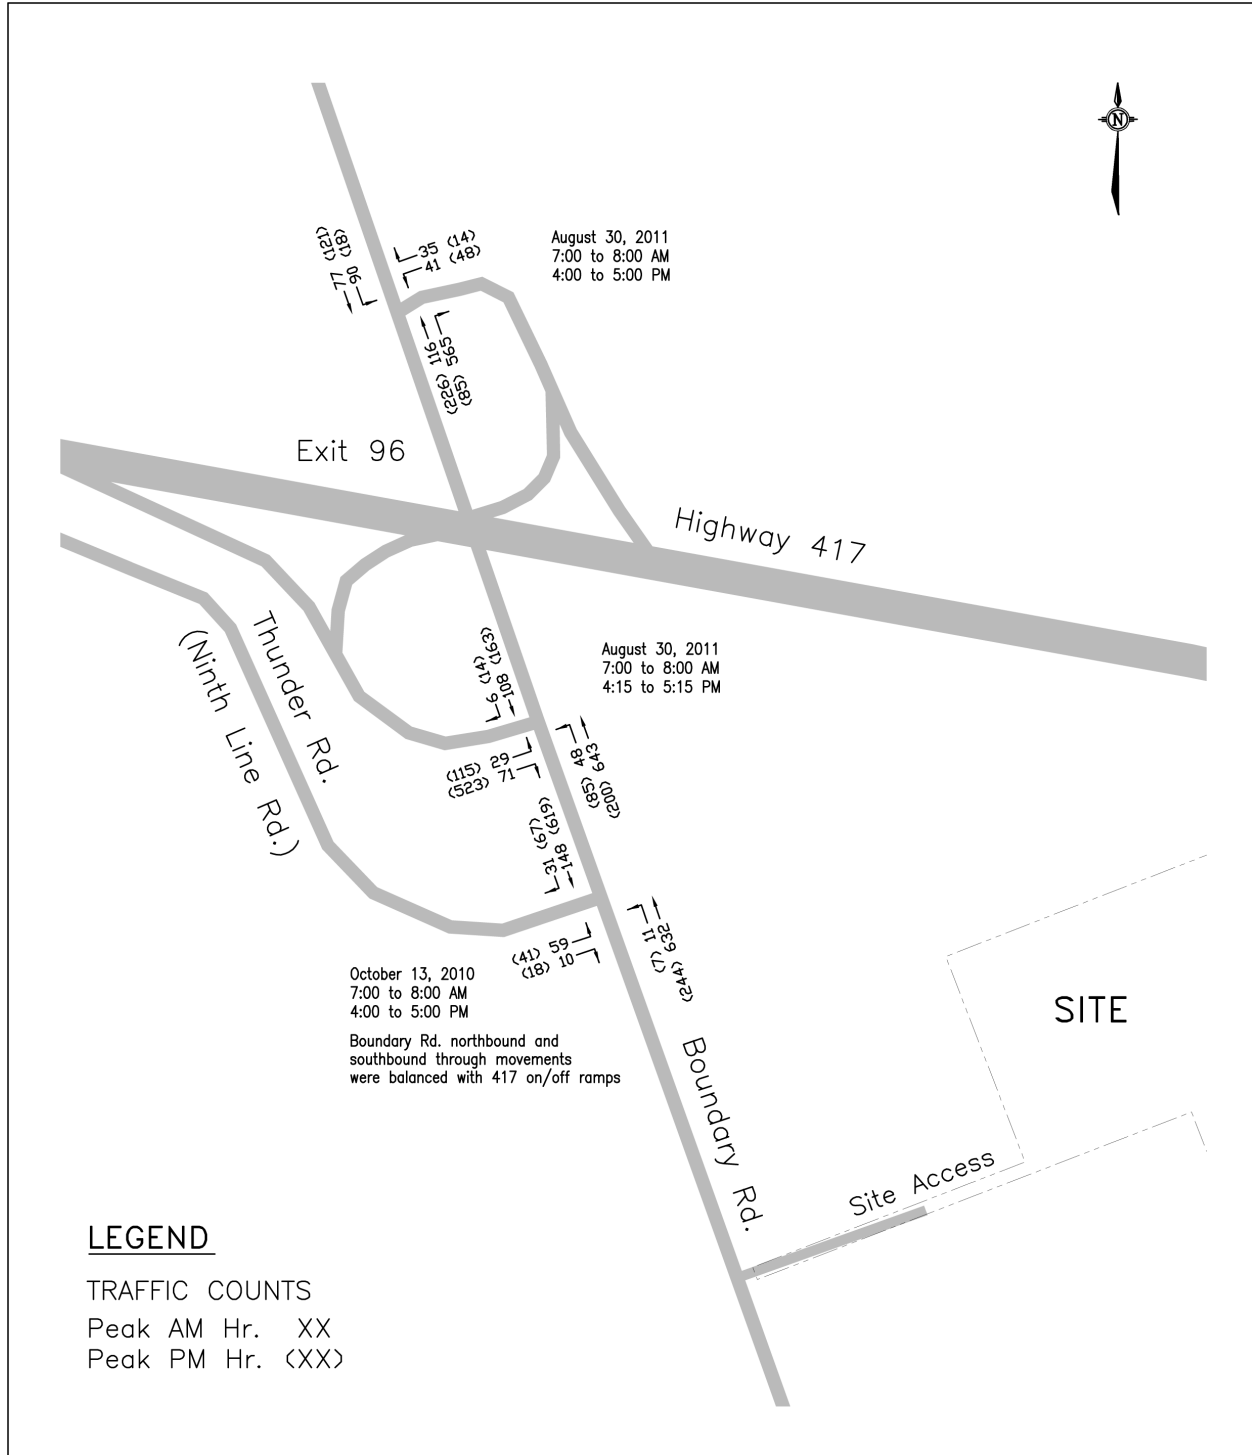 N
35 (14)
41 (48)
August 30, 2011
7:00 to 8:00 AM
4:00 to 5:00 PM
90 (18)
77 (121)
(85) 565
(226) 116
Exit 96
Highway 417
August 30, 2011
7:00 to 8:00 AM
4:15 to 5:15 PM
108 (163)
6 (14)
(115) 29
(523) 71
(85) 48
(200) 643
Thunder Rd.
(Ninth Line Rd.)
148 (619)
31 (67)
(41) 59
(18) 10
(7) 11
(244) 632
October 13, 2010
7:00 to 8:00 AM
4:00 to 5:00 PM
Boundary Rd. northbound and
southbound through movements
were balanced with 417 on/off ramps
SITE
Boundary Rd.
Site Access
LEGEND
TRAFFIC COUNTS
Peak AM Hr. XX
Peak PM Hr. (XX)